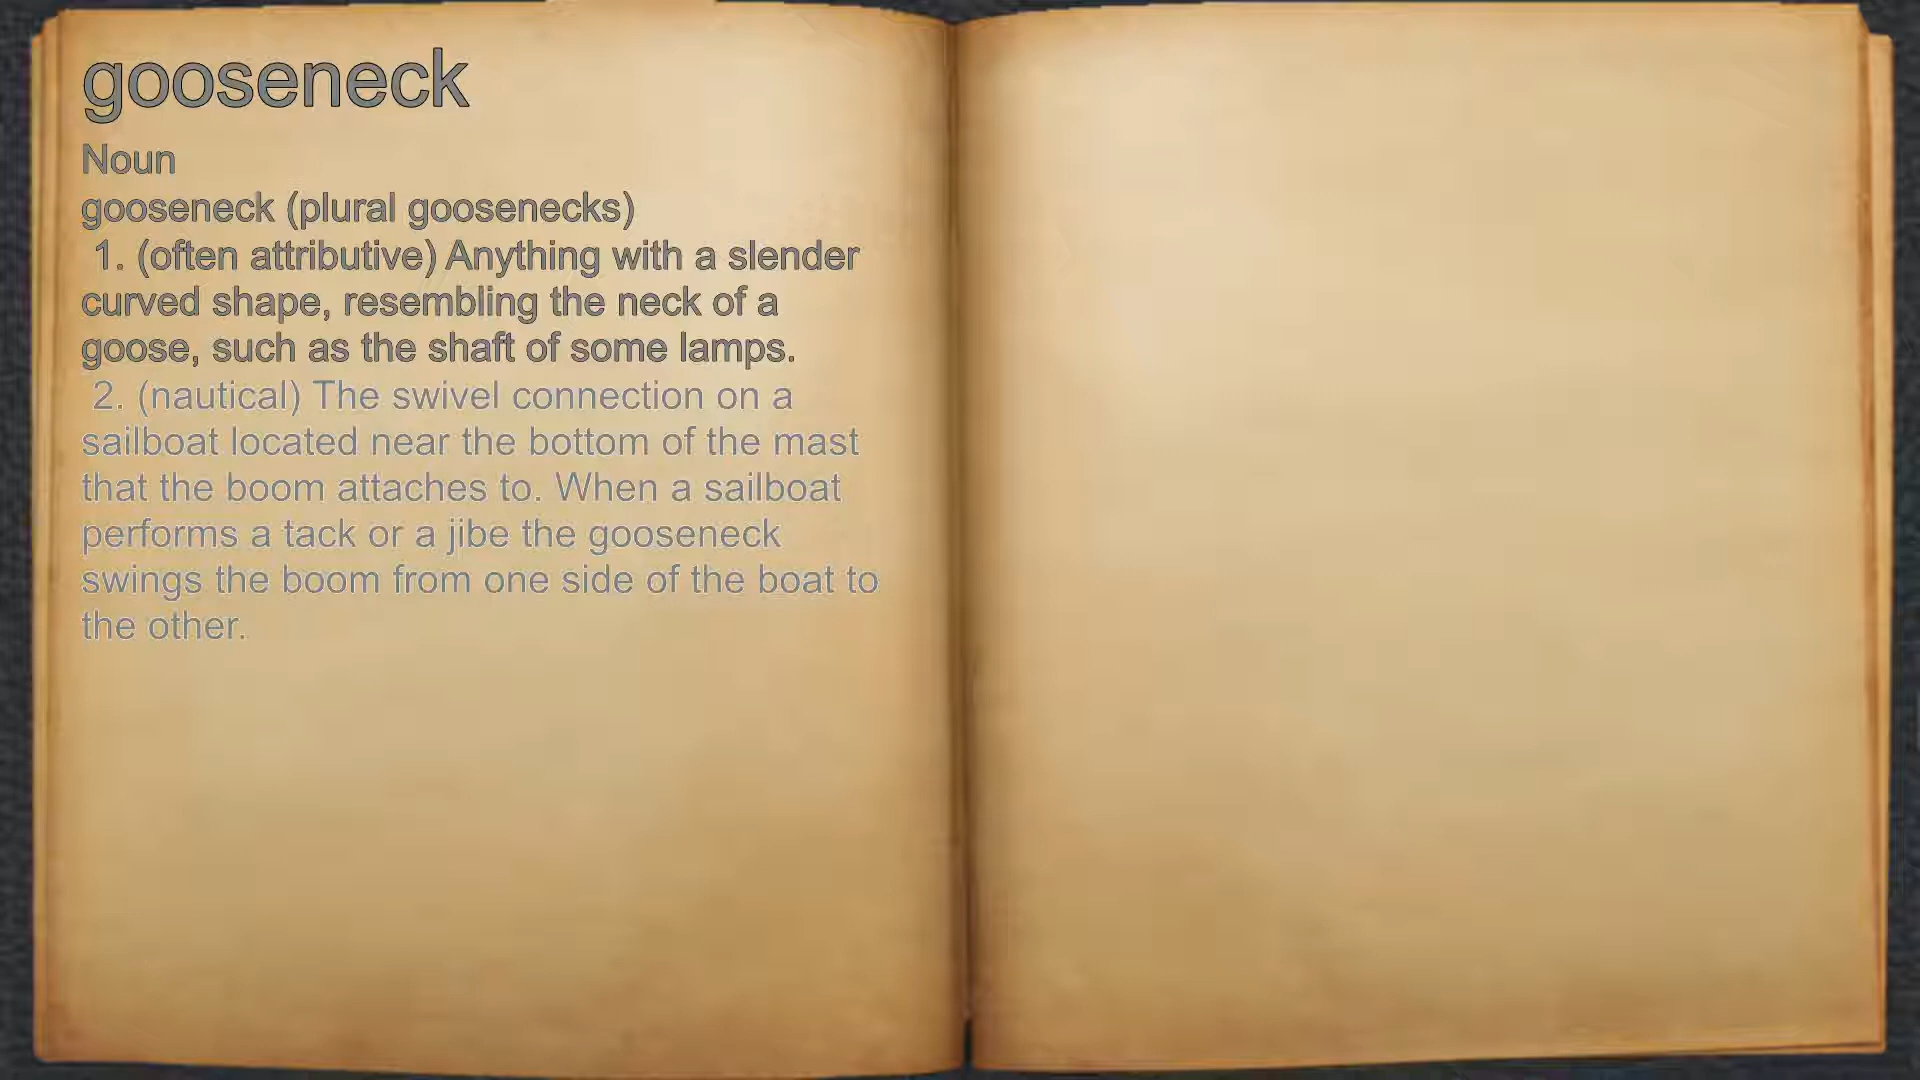 gooseneck
Noun
gooseneck (plural goosenecks)
1. (often attributive) Anything with a slender
curved shape, resembling the neck of a
goose, such as the shaft of some lamps.
2. (nautical) The swivel connection on a
sailboat located near the bottom of the mast
that the boom attaches to. When a sailboat
performs a tack or a jibe the gooseneck
swings the boom from one side of the boat to
the other.